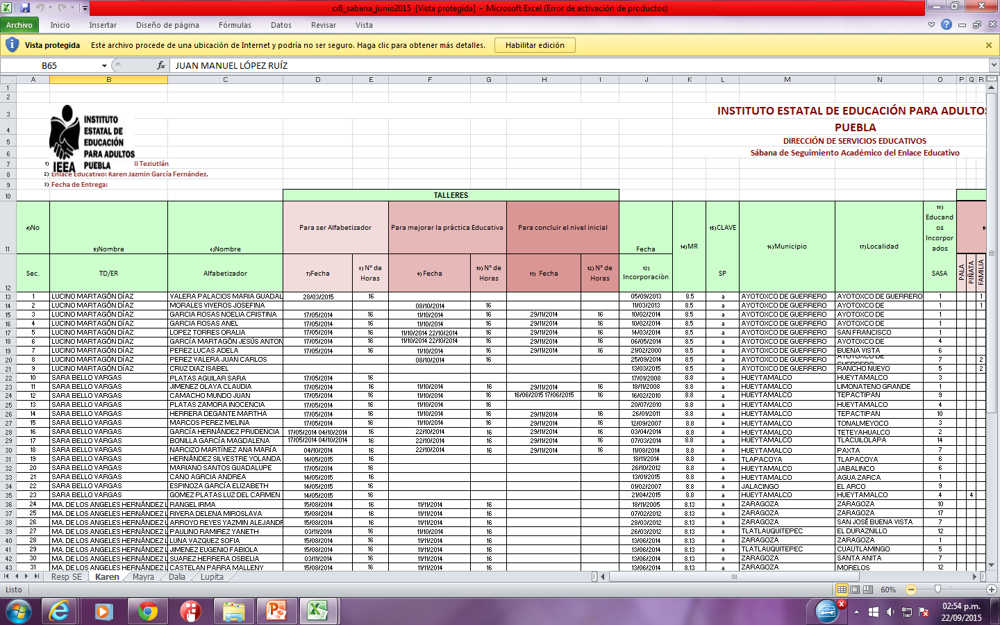 cr8_sabana_junio2015 [Vista protegida] - Microsoft Excel (Error de activación de productos)
Archivo Inicio Insertar Diseño de página Fórmulas Datos Revisar Vista
Vista protegida Este archivo procede de una ubicación de Internet y podría no ser seguro. Haga clic para obtener más detalles. Habilitar edición
B65 fx JUAN MANUEL LÓPEZ RUÍZ
A B C D E F G H I J K L M N O P Q R
1
2
3 INSTITUTO ESTATAL DE EDUCACIÓN PARA ADULTOS
4 PUEBLA
5 DIRECCIÓN DE SERVICIOS EDUCATIVOS
6 Sábana de Seguimiento Académico del Enlace Educativo
INSTITUTO
ESTATAL DE
EDUCACIÓN
PARA ADULTOS
IEEA PUEBLA
7 1) II Teziutlán
8 2) Enlace Educativo: Karen Jazmin García Fernández.
9 3) Fecha de Entrega:
10 TALLERES
11 4)No 5)Nombre 6)Nombre Para ser Alfabetizador Para mejorar la práctica Educativa Para concluir el nivel inicial Fecha 14)MR 15)CLAVE 16)Municipio 17)Localidad 18) Educandos Incorporados
12 Sec. TD/ER Alfabetizador 7)Fecha 8) N° de Horas 9) Fecha 10) N° de Horas 11) Fecha 12) N° de Horas 13) Incorporaciòn SP SASA PALA PIÑATA FAMILIA
13 1 LUCINO MARTAGÓN DÍAZ VALERA PALACIOS MARIA GUADAL 28/03/2015 16 05/09/2013 8.5 a AYOTOXCO DE GUERRERO AYOTOXCO DE GUERRERO 1 1
14 2 LUCINO MARTAGÓN DÍAZ MORALES VIVEROS JOSEFINA 08/10/2014 16 11/03/2013 8.5 a AYOTOXCO DE GUERRERO AYOTOXCO DE 1 1
15 3 LUCINO MARTAGÓN DÍAZ GARCIA ROSAS NOELIA CRISTINA 17/05/2014 16 11/10/2014 16 29/11/2014 16 10/02/2014 8.5 a AYOTOXCO DE GUERRERO AYOTOXCO DE 1
16 4 LUCINO MARTAGÓN DÍAZ GARCIA ROSAS ANEL 17/05/2014 16 11/10/2014 16 29/11/2014 16 10/02/2014 8.5 a AYOTOXCO DE GUERRERO AYOTOXCO DE 1
17 5 LUCINO MARTAGÓN DÍAZ LOPEZ TORRES ORALIA 17/05/2014 16 11/10/2014 22/10/2014 16 29/11/2014 16 14/03/2014 8.5 a AYOTOXCO DE GUERRERO SAN FRANCISCO 1
18 6 LUCINO MARTAGÓN DÍAZ GARCÍA MARTAGÓN JESÚS ANTON 17/05/2014 16 11/10/2014 22/10/2014 16 29/11/2014 16 06/05/2014 8.5 a AYOTOXCO DE GUERRERO AYOTOXCO DE 4
19 7 LUCINO MARTAGÓN DÍAZ PEREZ LUCAS ADELA 17/05/2014 16 11/10/2014 16 29/11/2014 16 21/02/2000 8.5 a AYOTOXCO DE GUERRERO BUENA VISTA 6
20 8 LUCINO MARTAGÓN DÍAZ PEREZ VALERA JUAN CARLOS 08/10/2014 16 25/09/2014 8.5 a AYOTOXCO DE GUERRERO AYOTOXCO DE GUERRERO 7 2
21 9 LUCINO MARTAGÓN DÍAZ CRUZ DIAZ ISABEL 13/03/2015 8.5 a AYOTOXCO DE GUERRERO RANCHO NUEVO 5 2
22 10 SARA BELLO VARGAS PLATAS AGUILAR SARA 17/05/2014 16 17/01/2008 8.8 a HUEYTAMALCO HUEYTAMALCO 3
23 11 SARA BELLO VARGAS JIMENEZ OLAYA CLAUDIA 17/05/2014 16 11/10/2014 16 29/11/2014 16 18/11/2008 8.8 a HUEYTAMALCO LIMONATENO GRANDE 1
24 12 SARA BELLO VARGAS CAMACHO MUNDO JUAN 17/05/2014 16 11/10/2014 16 16/06/2015 17/06/2015 16 16/02/2010 8.8 a HUEYTAMALCO TEPACTIPAN 9
25 13 SARA BELLO VARGAS PLATAS ZAMORA INOCENCIA 17/05/2014 16 11/10/2014 16 20/07/2010 8.8 a HUEYTAMALCO HUEYTAMALCO 4
26 14 SARA BELLO VARGAS HERRERA DEGANTE MARTHA 17/05/2014 16 11/10/2014 16 29/11/2014 16 26/01/2011 8.8 a HUEYTAMALCO TEPACTIPAN 10
27 15 SARA BELLO VARGAS MARCOS PEREZ MELINA 17/05/2014 16 11/10/2014 16 29/11/2014 16 12/09/2007 8.8 a HUEYTAMALCO TONALMEYOCO 3
28 16 SARA BELLO VARGAS GARCÍA HERNÁNDEZ PRUDENCIA 17/05/2014 04/10/2014 16 22/10/2014 16 29/11/2014 16 03/04/2014 8.8 a HUEYTAMALCO TETEYAHUALCO 2
29 17 SARA BELLO VARGAS BONILLA GARCÍA MAGDALENA 17/05/2014 04/10/2014 16 22/10/2014 16 29/11/2014 16 07/03/2014 8.8 a HUEYTAMALCO TLACUILOLAPA 14
30 18 SARA BELLO VARGAS NARCIZO MARTÍNEZ ANA MARÍA 04/10/2014 16 22/10/2014 16 29/11/2014 16 11/08/2014 8.8 a HUEYTAMALCO PAXTA 7
31 19 SARA BELLO VARGAS HERNÁNDEZ SILVESTRE YOLANDA 14/05/2015 16 18/11/2014 8.8 a TLAPACOYA TLAPACOYA 6
32 20 SARA BELLO VARGAS MARIANO SANTOS GUADALUPE 17/05/2014 16 26/10/2012 8.8 a HUEYTAMALCO JABALINCO 6
33 21 SARA BELLO VARGAS CANO AGRCIA ANDREA 14/05/2015 16 13/01/2015 8.8 a HUEYTAMALCO AGUA ZARCA 1
34 22 SARA BELLO VARGAS ESPINOZA GARCÍA ELIZABETH 14/05/2015 16 01/02/2007 8.8 a JALACINGO EL ARCO 9
35 23 SARA BELLO VARGAS GOMEZ PLATAS LUZ DEL CARMEN 14/05/2015 16 21/04/2015 8.8 a HUEYTAMALCO HUEYTAMALCO 4 4
36 24 MA. DE LOS ANGELES HERNÁNDEZ L RANGEL IRMA 15/08/2014 16 11/11/2014 16 18/11/2005 8.13 a ZARAGOZA ZARAGOZA 10
37 25 MA. DE LOS ANGELES HERNÁNDEZ L RIVERA DELENA MIROSLAVA 15/08/2014 16 11/11/2014 16 07/02/2012 8.13 a ZARAGOZA ZARAGOZA 17
38 26 MA. DE LOS ANGELES HERNÁNDEZ L ARROYO REYES YAZMIN ALEJANDR 15/08/2014 16 11/11/2014 16 28/03/2012 8.13 a ZARAGOZA SAN JOSÉ BUENA VISTA 7
39 27 MA. DE LOS ANGELES HERNÁNDEZ L PAULINO RAMIREZ YANETH 03/11/2014 16 11/10/2014 16 26/03/2012 8.13 a TLATLAUQUITEPEC EL DURAZNILLO 12
40 28 MA. DE LOS ANGELES HERNÁNDEZ L LUNA VAZQUEZ SOFIA 15/08/2014 16 11/11/2014 16 13/06/2014 8.13 a ZARAGOZA ZARAGOZA 1
41 29 MA. DE LOS ANGELES HERNÁNDEZ L JIMENEZ EUGENIO FABIOLA 15/08/2014 16 11/11/2014 16 13/06/2014 8.13 a TLATLAUQUITEPEC CUAUTLAMINGO 5
42 30 MA. DE LOS ANGELES HERNÁNDEZ L SUAREZ HERRERA OSBELIA 03/11/2014 16 11/11/2014 16 13/06/2014 8.13 a ZARAGOZA SANTA ANITA 7
43 31 MA. DE LOS ANGELES HERNÁNDEZ L CASTELAN PARRA MALLENY 15/08/2014 16 11/11/2014 16 13/06/2014 8.13 a ZARAGOZA MORELOS 12
Resp SE Karen Mayra Dalia Lupita
Listo 60%
02:54 p.m.
22/09/2015